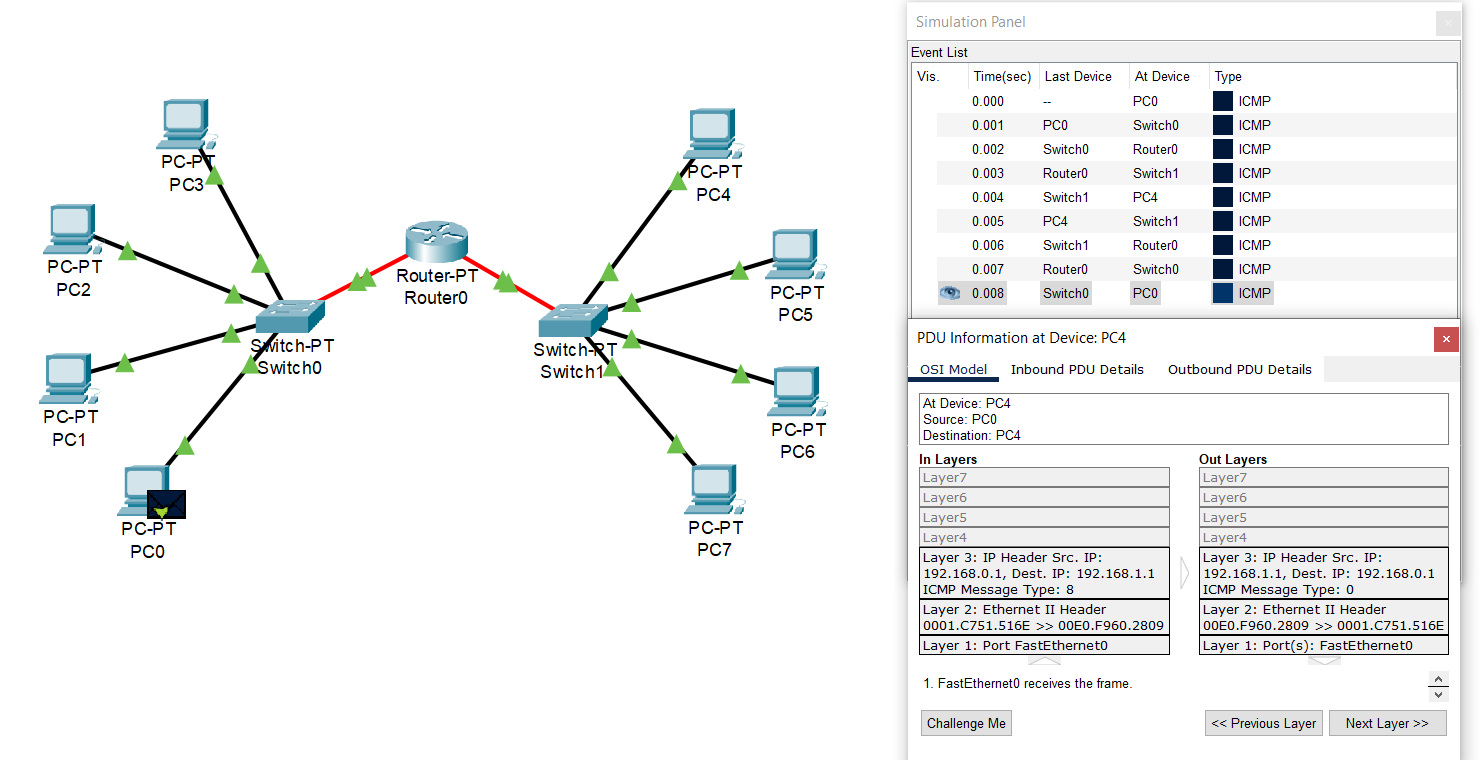 PC-PT
PC3
PC-PT
PC2
PC-PT
PC1
PC-PT
PC0
Switch-PT
Switch0
Router-PT
Router0
Switch-PT
Switch1
PC-PT
PC4
PC-PT
PC5
PC-PT
PC6
PC-PT
PC7
Simulation Panel
Event List
Vis. Time(sec) Last Device At Device Type
0.000 -- PC0 ICMP
0.001 PC0 Switch0 ICMP
0.002 Switch0 Router0 ICMP
0.003 Router0 Switch1 ICMP
0.004 Switch1 PC4 ICMP
0.005 PC4 Switch1 ICMP
0.006 Switch1 Router0 ICMP
0.007 Router0 Switch0 ICMP
0.008 Switch0 PC0 ICMP
PDU Information at Device: PC4
OSI Model Inbound PDU Details Outbound PDU Details
At Device: PC4
Source: PC0
Destination: PC4
In Layers
Layer7
Layer6
Layer5
Layer4
Layer 3: IP Header Src. IP:
192.168.0.1, Dest. IP: 192.168.1.1
ICMP Message Type: 8
Layer 2: Ethernet II Header
0001.C751.516E >> 00E0.F960.2809
Layer 1: Port FastEthernet0
Out Layers
Layer7
Layer6
Layer5
Layer4
Layer 3: IP Header Src. IP:
192.168.1.1, Dest. IP: 192.168.0.1
ICMP Message Type: 0
Layer 2: Ethernet II Header
00E0.F960.2809 >> 0001.C751.516E
Layer 1: Port(s): FastEthernet0
1. FastEthernet0 receives the frame.
Challenge Me
<< Previous Layer
Next Layer >>